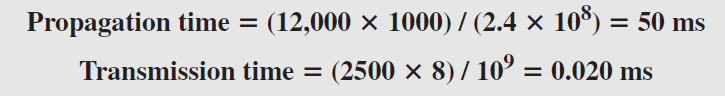 Propagation time = (12,000 × 1000) / (2.4 × 10⁸) = 50 ms
Transmission time = (2500 × 8) / 10⁹ = 0.020 ms